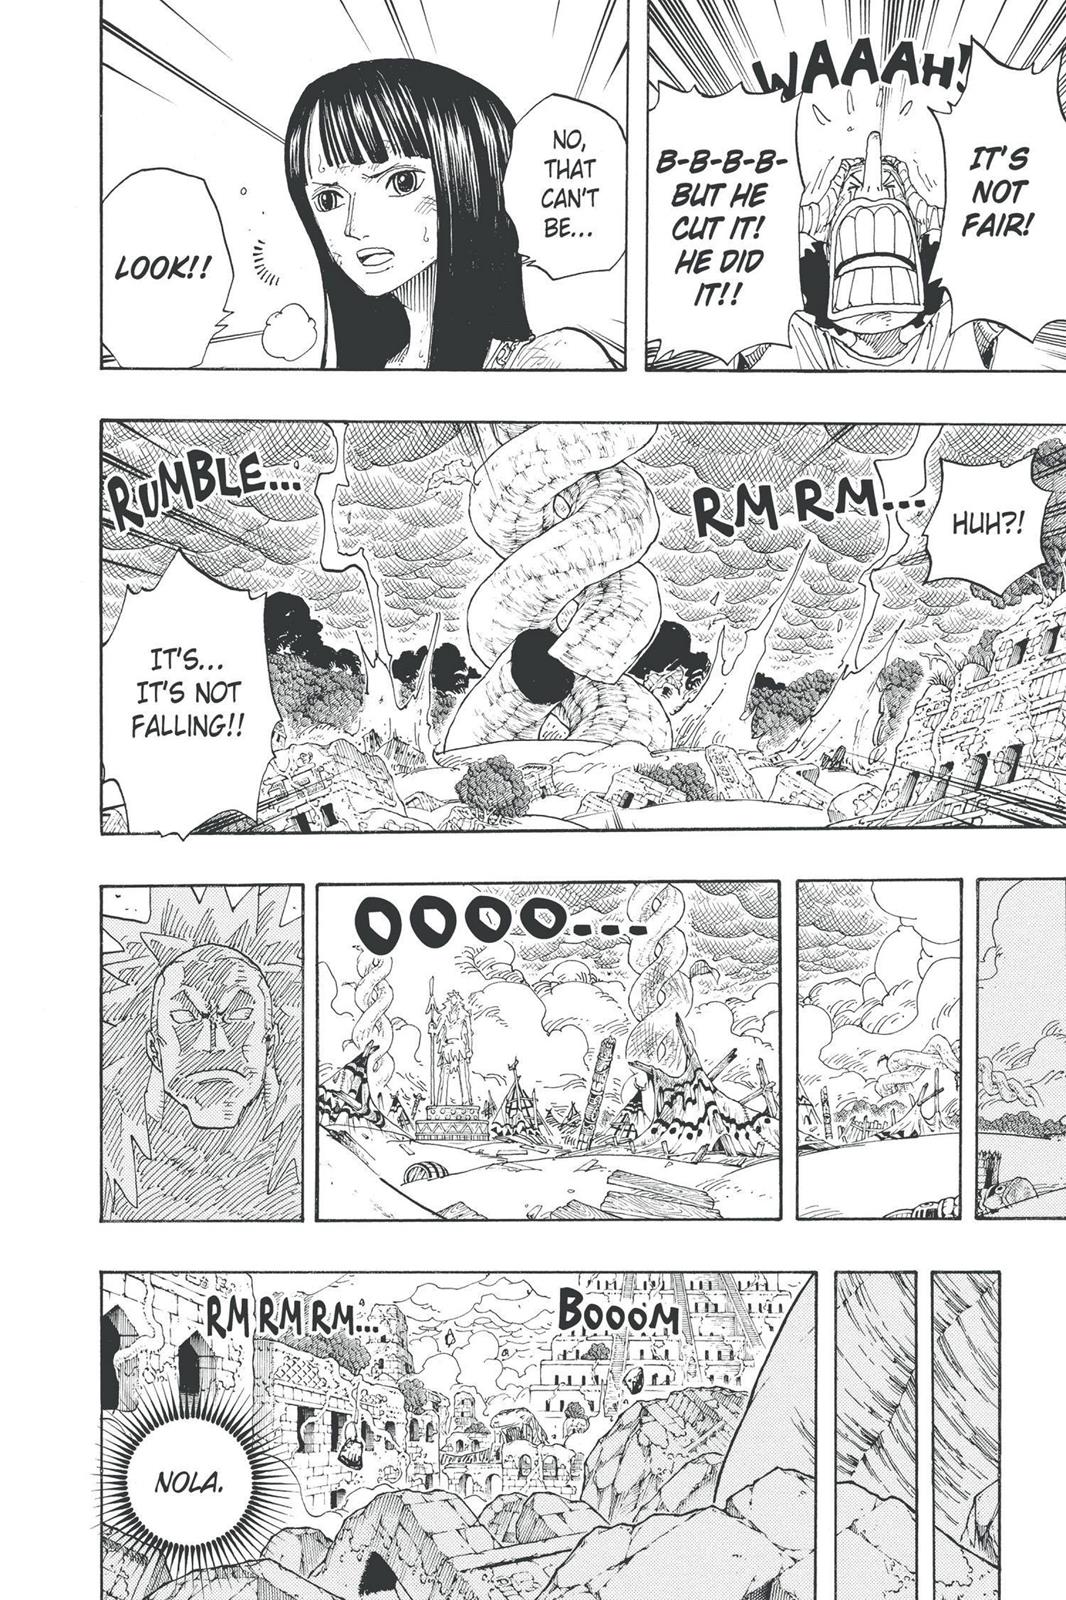 WAAAH!
IT'S
NOT
FAIR!
B-B-B-B-
BUT HE
CUT IT!
HE DID
IT!!
NO,
THAT
CAN'T
BE...
LOOK!!
HUH?!
RM RM...
RUMBLE...
IT'S...
IT'S NOT
FALLING!!
OOOO...
BOOOM
RM RM RM...
NOLA.